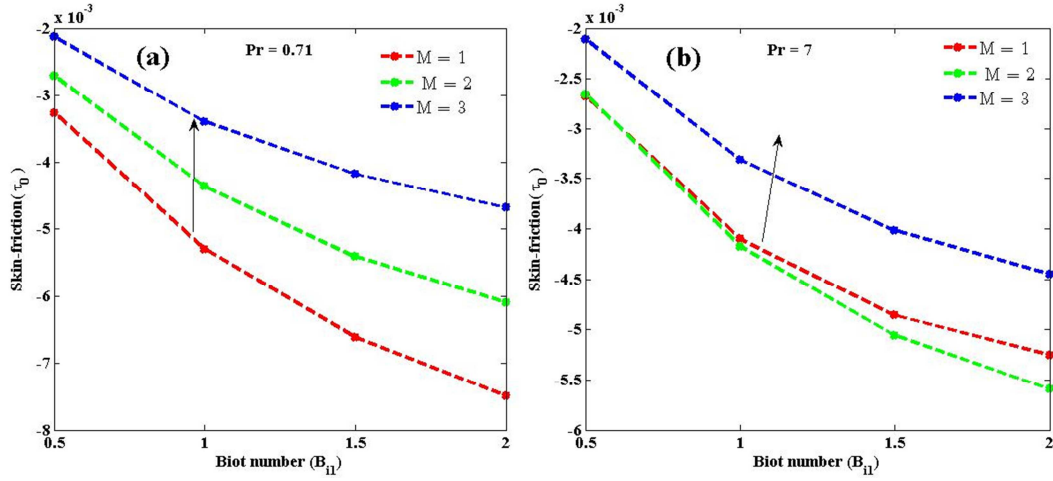 x 10⁻³
(a)
Pr = 0.71
M = 1
M = 2
M = 3
-2
-3
-4
-5
-6
-7
-8
Skin-friction(τ₀)
0.5 1 1.5 2
Biot number (Bᵢ₁)
x 10⁻³
(b)
Pr = 7
M = 1
M = 2
M = 3
-2
-2.5
-3
-3.5
-4
-4.5
-5
-5.5
-6
Skin-friction(τ₀)
0.5 1 1.5 2
Biot number (Bᵢ₁)